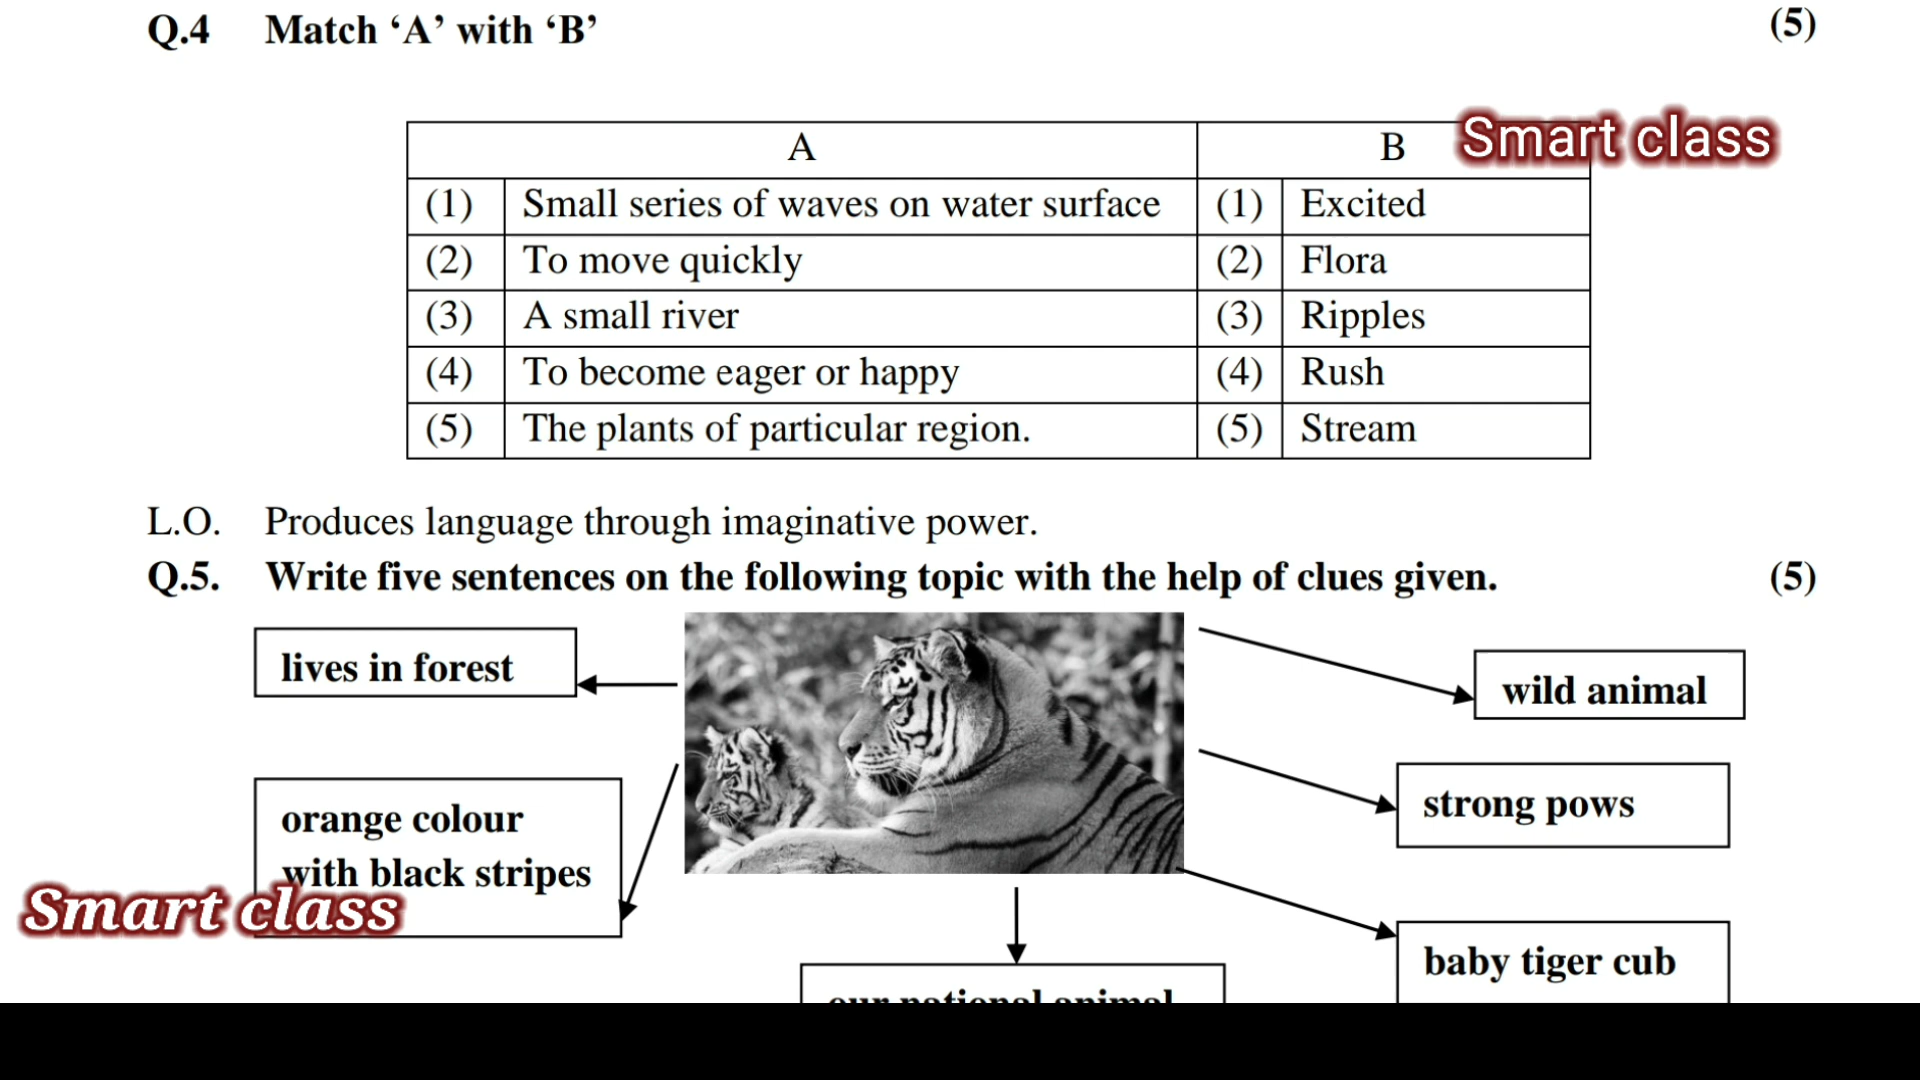 Q.4 Match ‘A’ with ‘B’ (5)
A B Smart class
(1) Small series of waves on water surface (1) Excited
(2) To move quickly (2) Flora
(3) A small river (3) Ripples
(4) To become eager or happy (4) Rush
(5) The plants of particular region. (5) Stream
L.O. Produces language through imaginative power.
Q.5. Write five sentences on the following topic with the help of clues given. (5)
lives in forest
wild animal
orange colour
with black stripes
strong pows
Smart class
baby tiger cub
our national animal